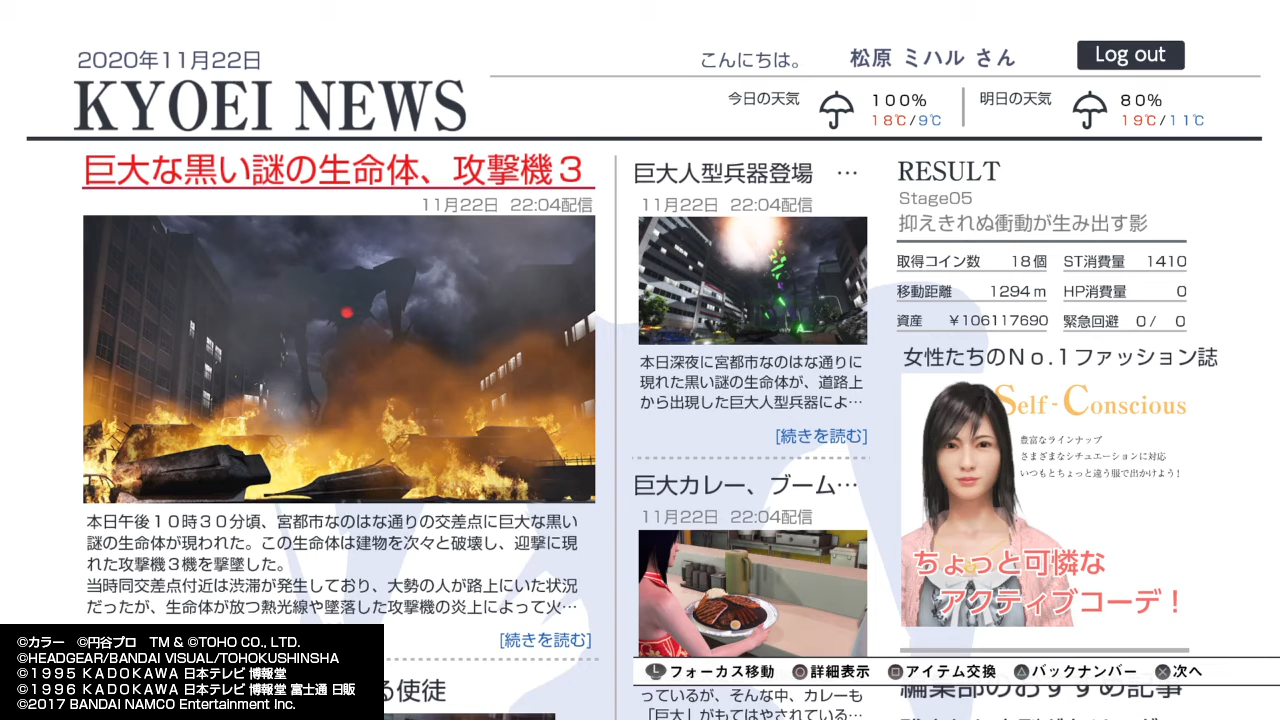 2020年11月22日
KYOEI NEWS
こんにちは。 松原 ミハル さん
Log out
今日の天気 100% 18℃/9℃
明日の天気 80% 19℃/11℃
巨大な黒い謎の生命体、攻撃機3
11月22日 22:04配信
本日午後10時30分頃、宮都市なのはな通りの交差点に巨大な黒い
謎の生命体が現われた。この生命体は建物を次々と破壊し、迎撃に現
れた攻撃機3機を撃墜した。
当時同交差点付近は渋滞が発生しており、大勢の人が路上にいた状況
だったが、生命体が放つ熱光線や墜落した攻撃機の炎上によって火…
[続きを読む]
る使徒
巨大人型兵器登場 …
11月22日 22:04配信
本日深夜に宮都市なのはな通りに
現れた黒い謎の生命体が、道路上
から出現した巨大人型兵器によ…
[続きを読む]
巨大カレー、ブーム…
11月22日 22:04配信
っているが、そんな中、カレーも
「巨大」がもてはやされている…
RESULT
Stage05
抑えきれぬ衝動が生み出す影
取得コイン数 18個
ST消費量 1410
移動距離 1294m
HP消費量 0
資産 ¥106117690
緊急回避 0/ 0
女性たちのNo.1ファッション誌
Self-Conscious
豊富なラインナップ
さまざまなシチュエーションに対応
いつもとちょっと違う服で出かけよう!
ちょっと可憐な
アクティブコーデ!
L フォーカス移動 詳細表示 アイテム交換 バックナンバー 次へ
編集部のおすすめ記事
©カラー ©円谷プロ TM & ©TOHO CO., LTD.
©HEADGEAR/BANDAI VISUAL/TOHOKUSHINSHA
©1995 KADOKAWA 日本テレビ 博報堂
©1996 KADOKAWA 日本テレビ 博報堂 富士通 日販
©2017 BANDAI NAMCO Entertainment Inc.